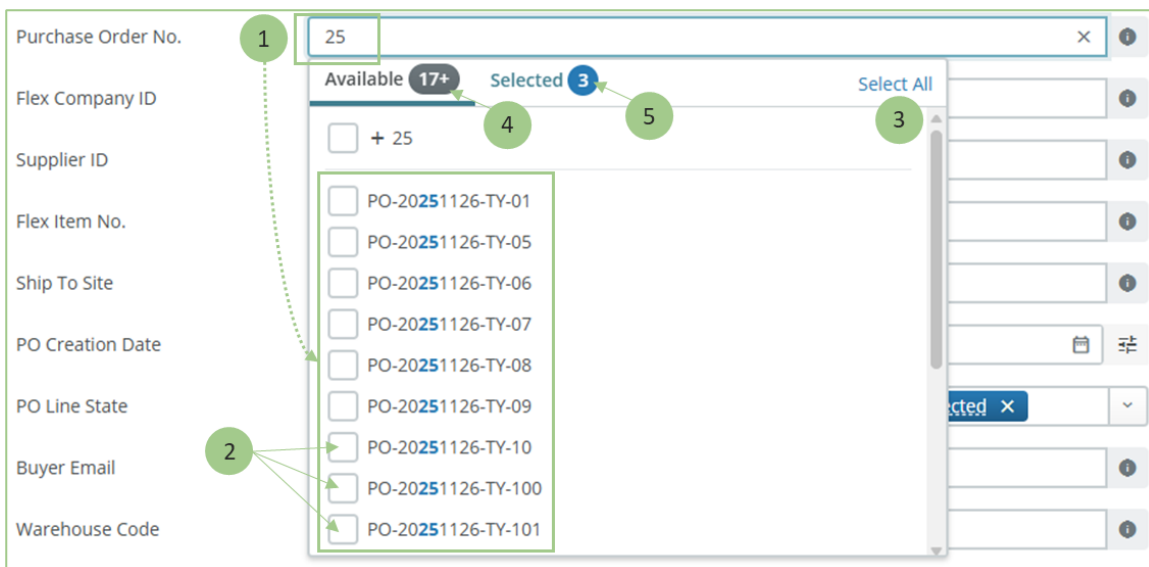 Purchase Order No.
1
25
Available 17+
Selected 3
Select All
Flex Company ID
4
5
3
+ 25
Supplier ID
PO-20251126-TY-01
Flex Item No.
PO-20251126-TY-05
Ship To Site
PO-20251126-TY-06
PO-20251126-TY-07
PO Creation Date
PO-20251126-TY-08
PO Line State
PO-20251126-TY-09
cted
2
PO-20251126-TY-10
Buyer Email
PO-20251126-TY-100
Warehouse Code
PO-20251126-TY-101